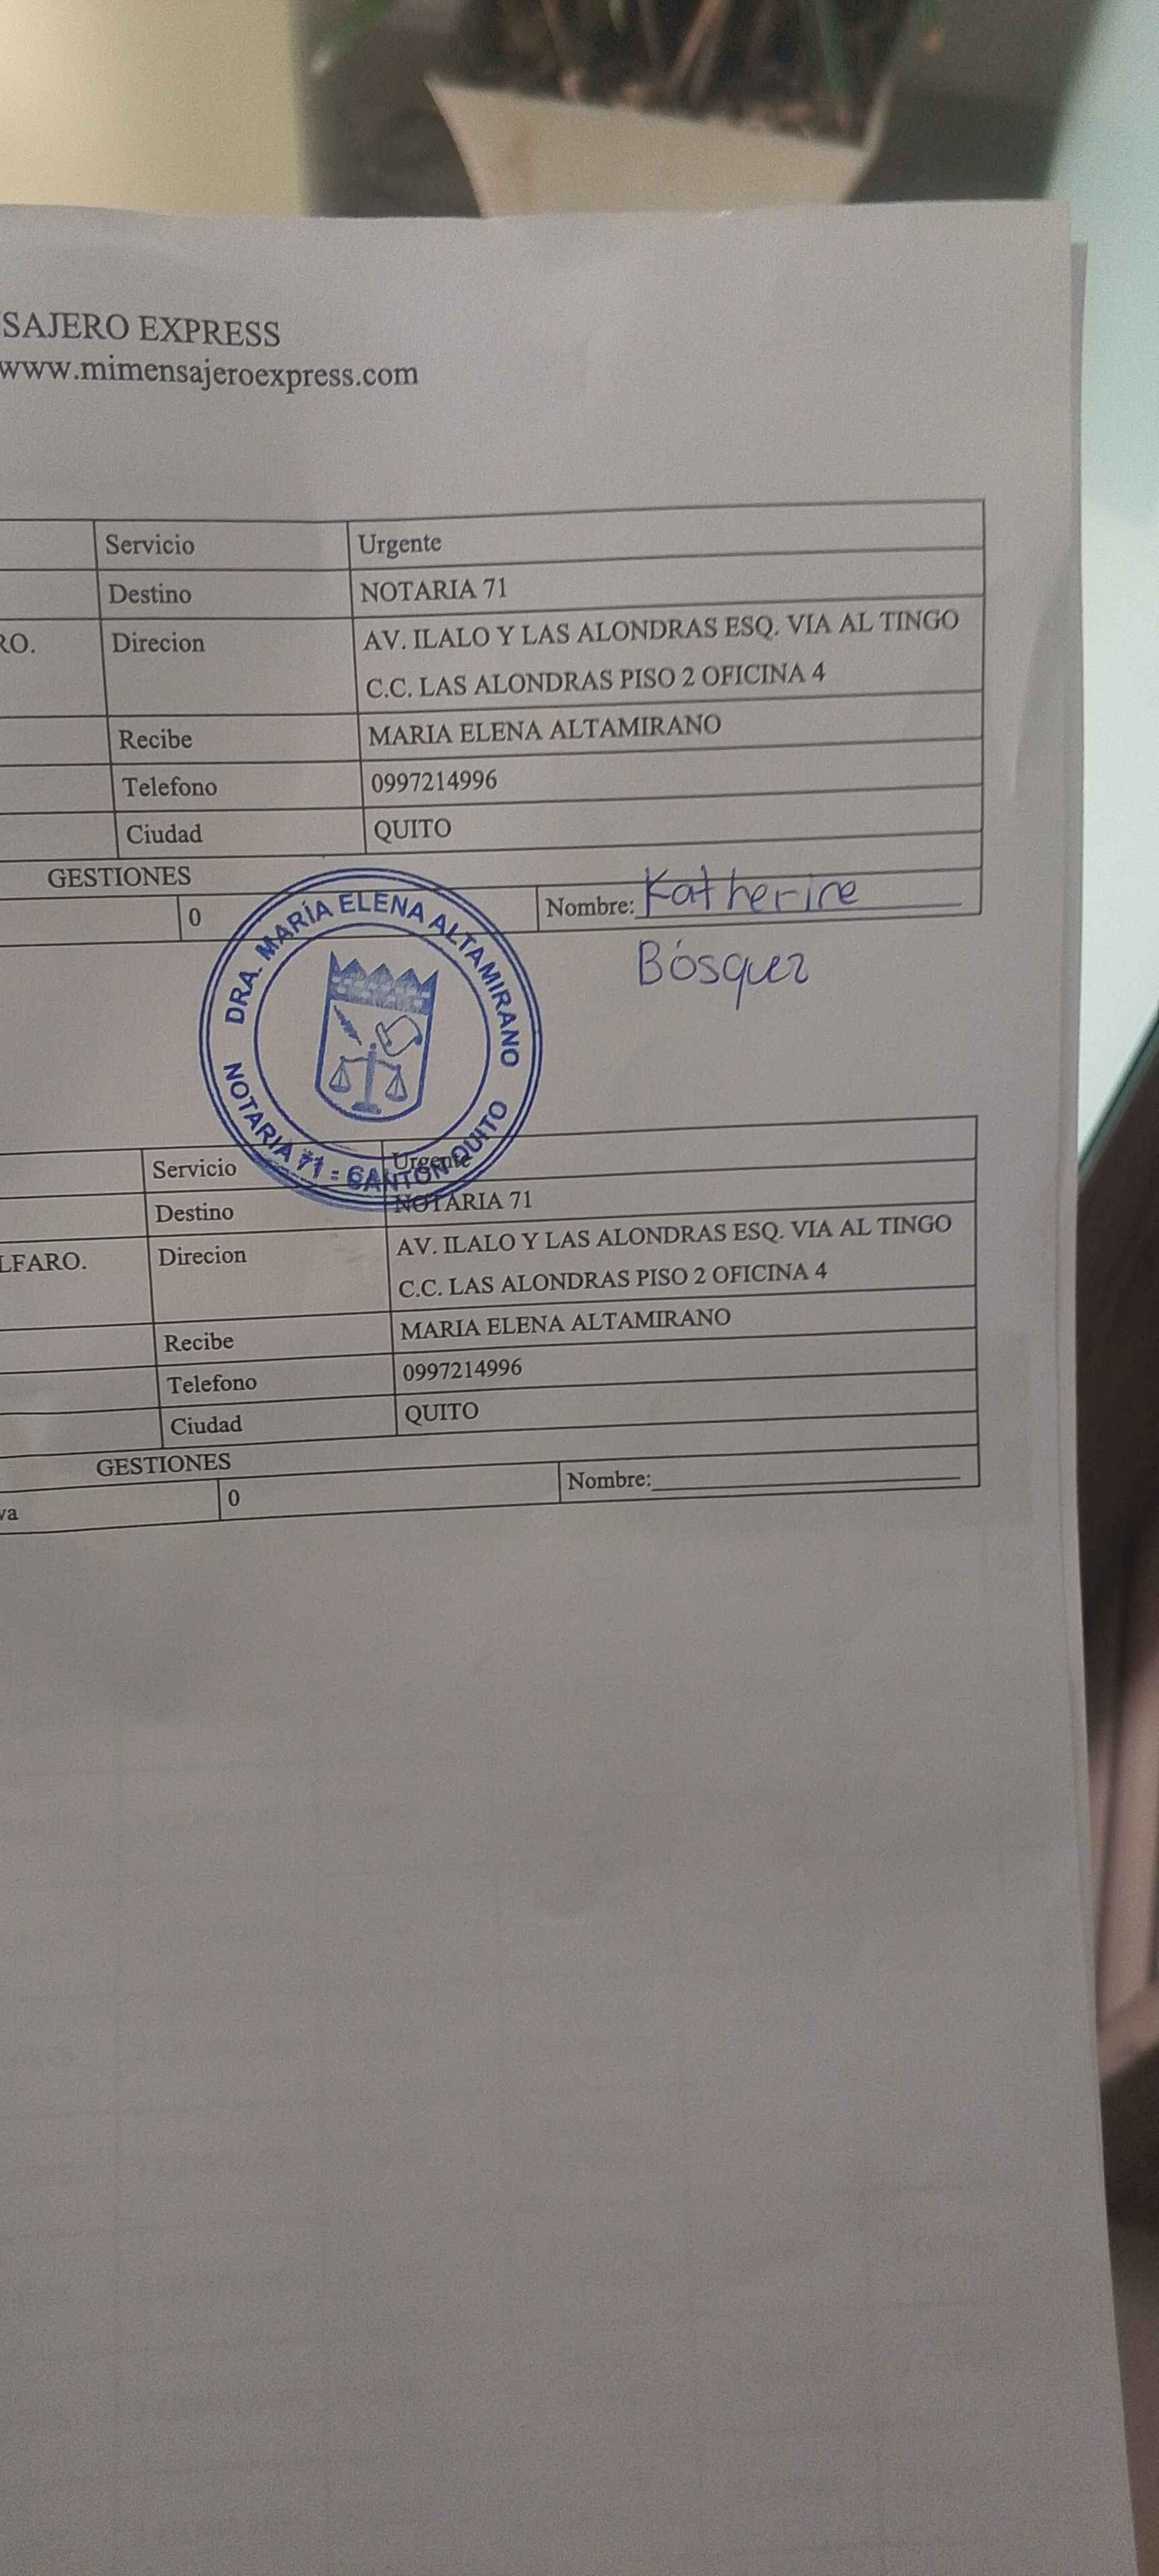 SAJERO EXPRESS
www.mimensajeroexpress.com
Servicio Urgente
Destino NOTARIA 71
RO. Direcion AV. ILALO Y LAS ALONDRAS ESQ. VIA AL TINGO
C.C. LAS ALONDRAS PISO 2 OFICINA 4
Recibe MARIA ELENA ALTAMIRANO
Telefono 0997214996
Ciudad QUITO
GESTIONES
0 Nombre: Katherine
Bósquez
DRA. MARÍA ELENA ALTAMIRANO
NOTARIA 71 - CANTON QUITO
Servicio Urgente
Destino NOTARIA 71
LFARO. Direcion AV. ILALO Y LAS ALONDRAS ESQ. VIA AL TINGO
C.C. LAS ALONDRAS PISO 2 OFICINA 4
Recibe MARIA ELENA ALTAMIRANO
Telefono 0997214996
Ciudad QUITO
GESTIONES
va 0 Nombre: